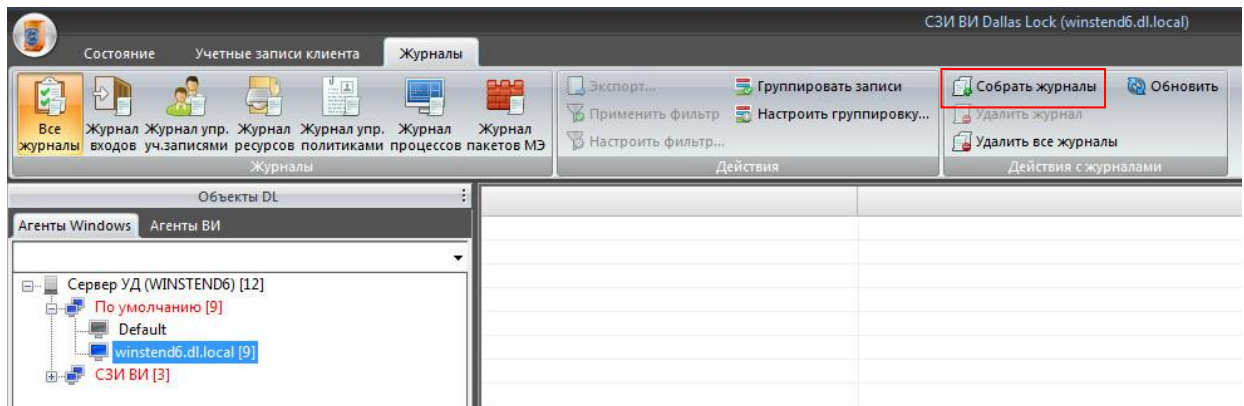 СЗИ ВИ Dallas Lock (winstend6.dl.local)
Состояние Учетные записи клиента Журналы
Все журналы
Журнал входов
Журнал упр. уч.записями
Журнал ресурсов
Журнал упр. политиками
Журнал процессов
Журнал пакетов МЭ
Журналы
Экспорт...
Применить фильтр
Настроить фильтр...
Группировать записи
Настроить группировку...
Действия
Собрать журналы
Удалить журнал
Удалить все журналы
Обновить
Действия с журналами
Объекты DL
Агенты Windows Агенты ВИ
Сервер УД (WINSTEND6) [12]
По умолчанию [9]
Default
winstend6.dl.local [9]
СЗИ ВИ [3]